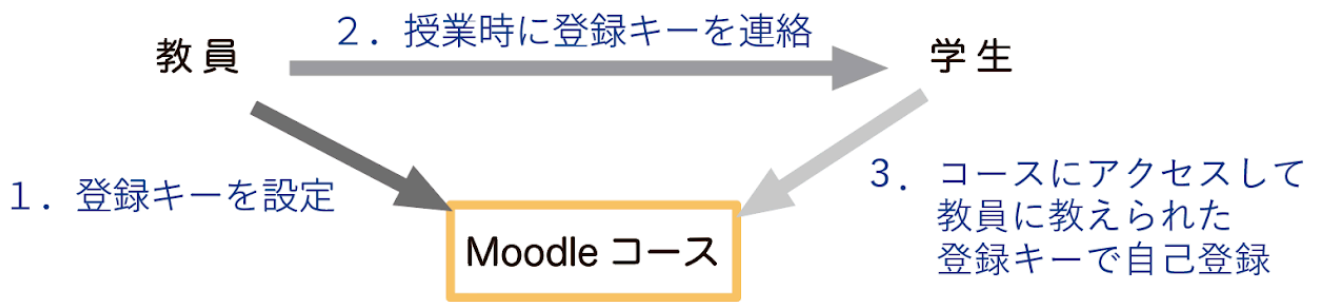 ２．授業時に登録キーを連絡
教員
学生
１．登録キーを設定
３．コースにアクセスして
教員に教えられた
登録キーで自己登録
Moodle コース